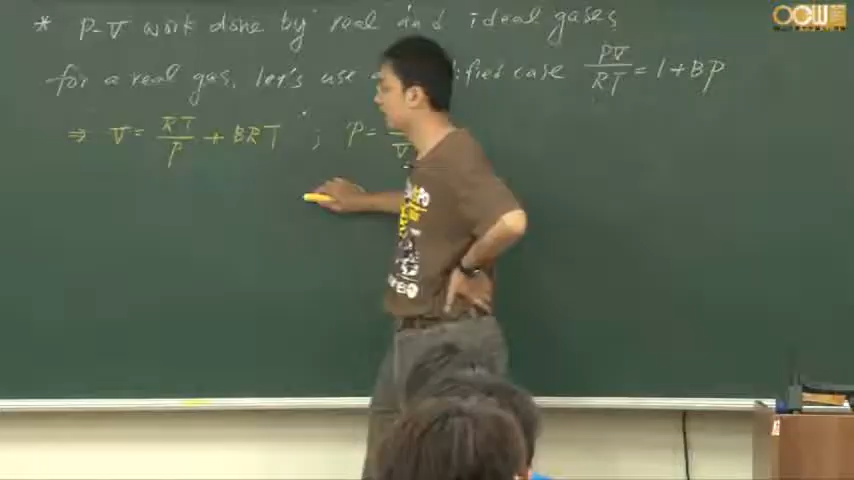 OCW
* P-V work done by real and ideal gases
for a real gas, let's use a case PV/RT = 1 + BP
⇒ V = RT/P + BRT ; P =